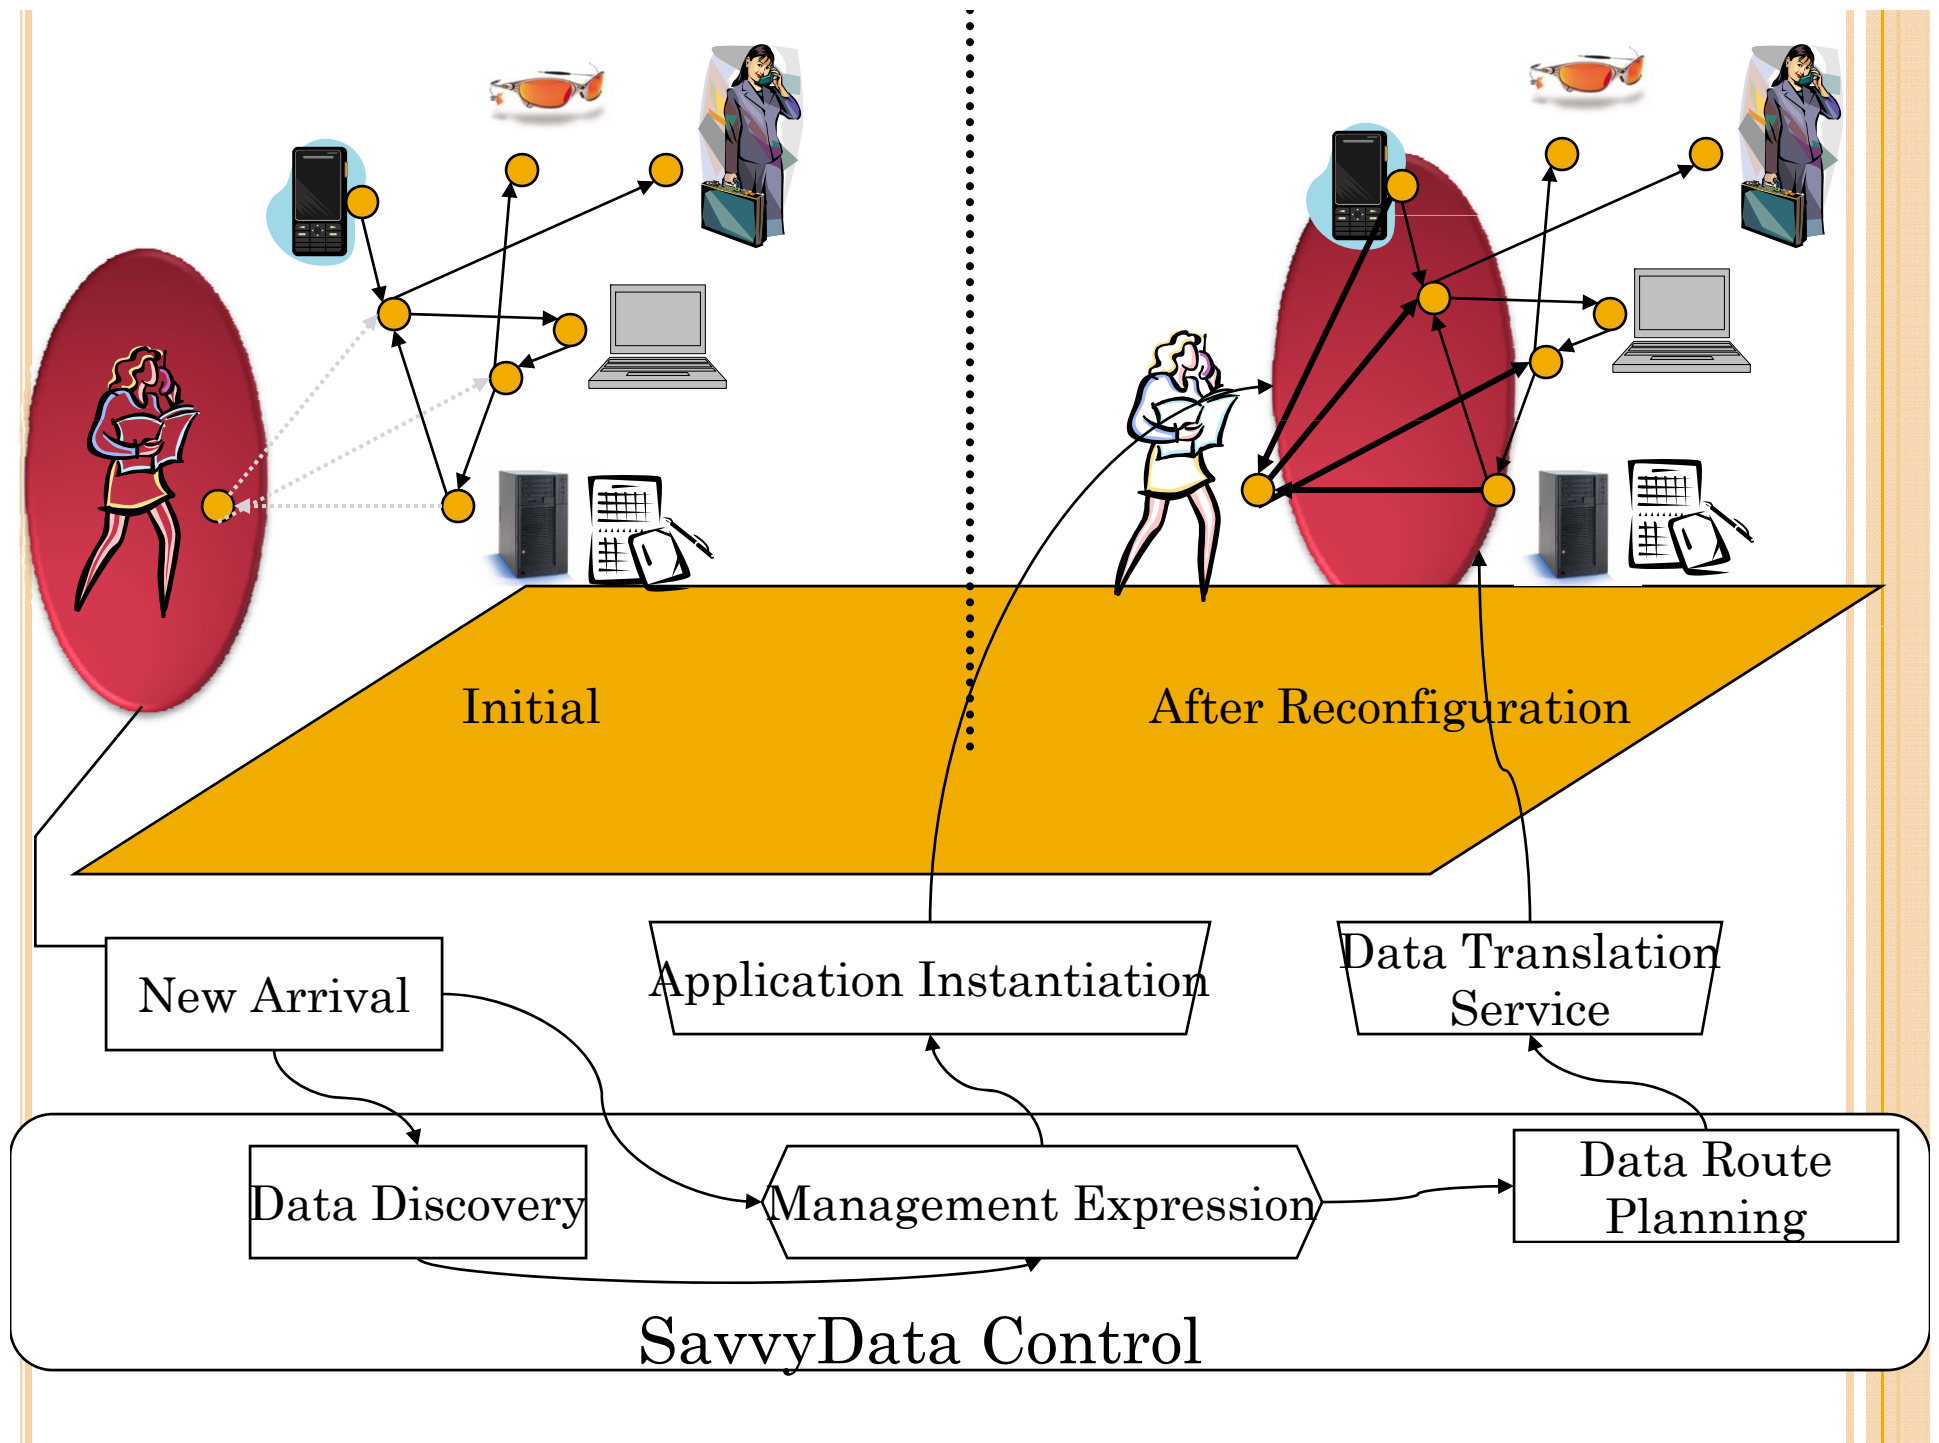 Initial
After Reconfiguration
New Arrival
Application Instantiation
Data Translation
Service
Data Discovery
Management Expression
Data Route
Planning
SavvyData Control